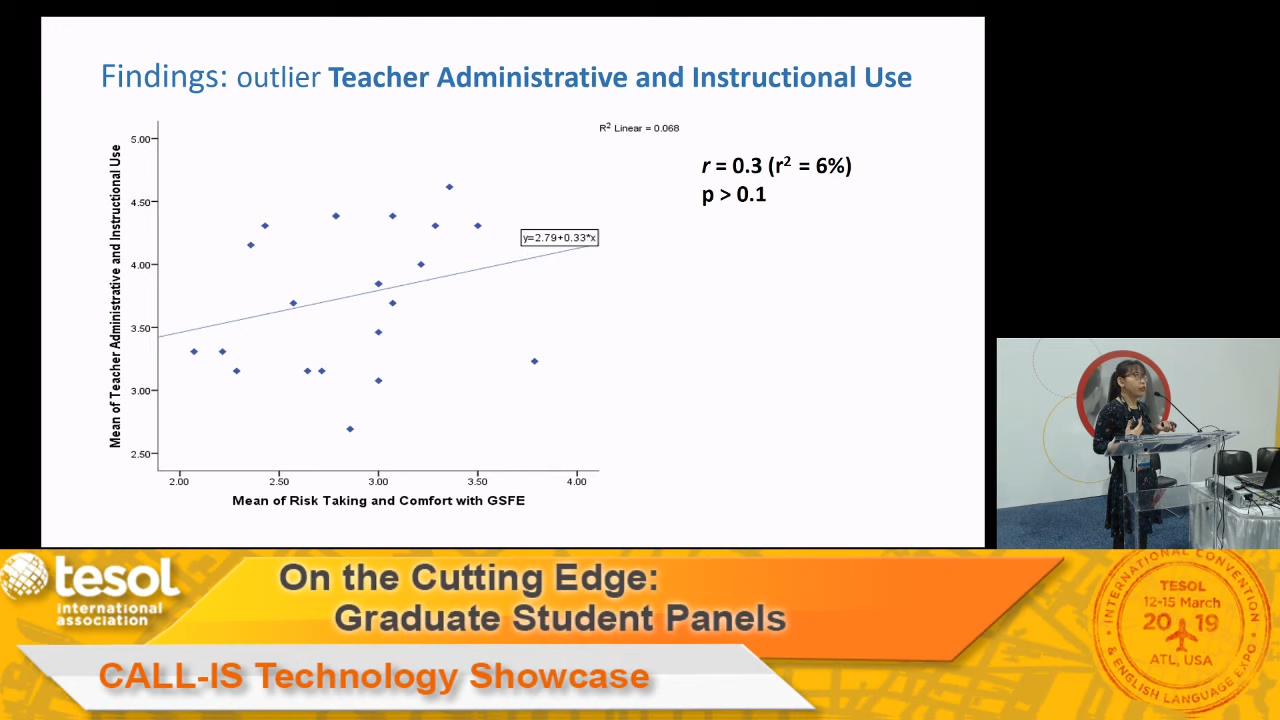 Findings: outlier Teacher Administrative and Instructional Use
R² Linear = 0.068
r = 0.3 (r² = 6%)
p > 0.1
Mean of Teacher Administrative and Instructional Use
5.00
4.50
4.00
3.50
3.00
2.50
y=2.79+0.33*x
2.00
2.50
3.00
3.50
4.00
Mean of Risk Taking and Comfort with GSFE
tesol
international
association
On the Cutting Edge:
Graduate Student Panels
CALL-IS Technology Showcase
INTERNATIONAL CONVENTION
TESOL
12-15 March
2019
ATL, USA
& ENGLISH LANGUAGE EXPO